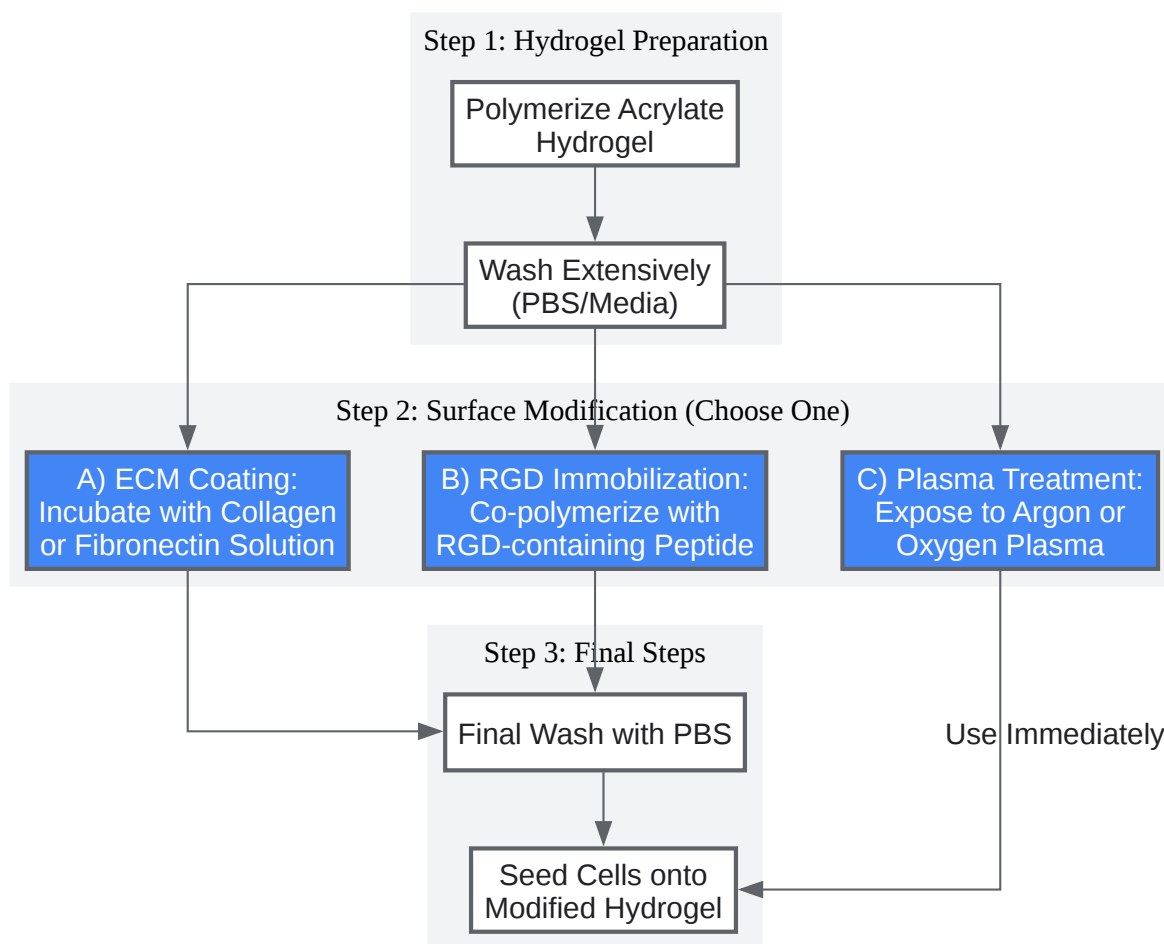 Step 1: Hydrogel Preparation
Polymerize Acrylate
Hydrogel
Wash Extensively
(PBS/Media)
Step 2: Surface Modification (Choose One)
A) ECM Coating:
Incubate with Collagen
or Fibronectin Solution
B) RGD Immobilization:
Co-polymerize with
RGD-containing Peptide
C) Plasma Treatment:
Expose to Argon or
Oxygen Plasma
Step 3: Final Steps
Final Wash with PBS
Use Immediately
Seed Cells onto
Modified Hydrogel